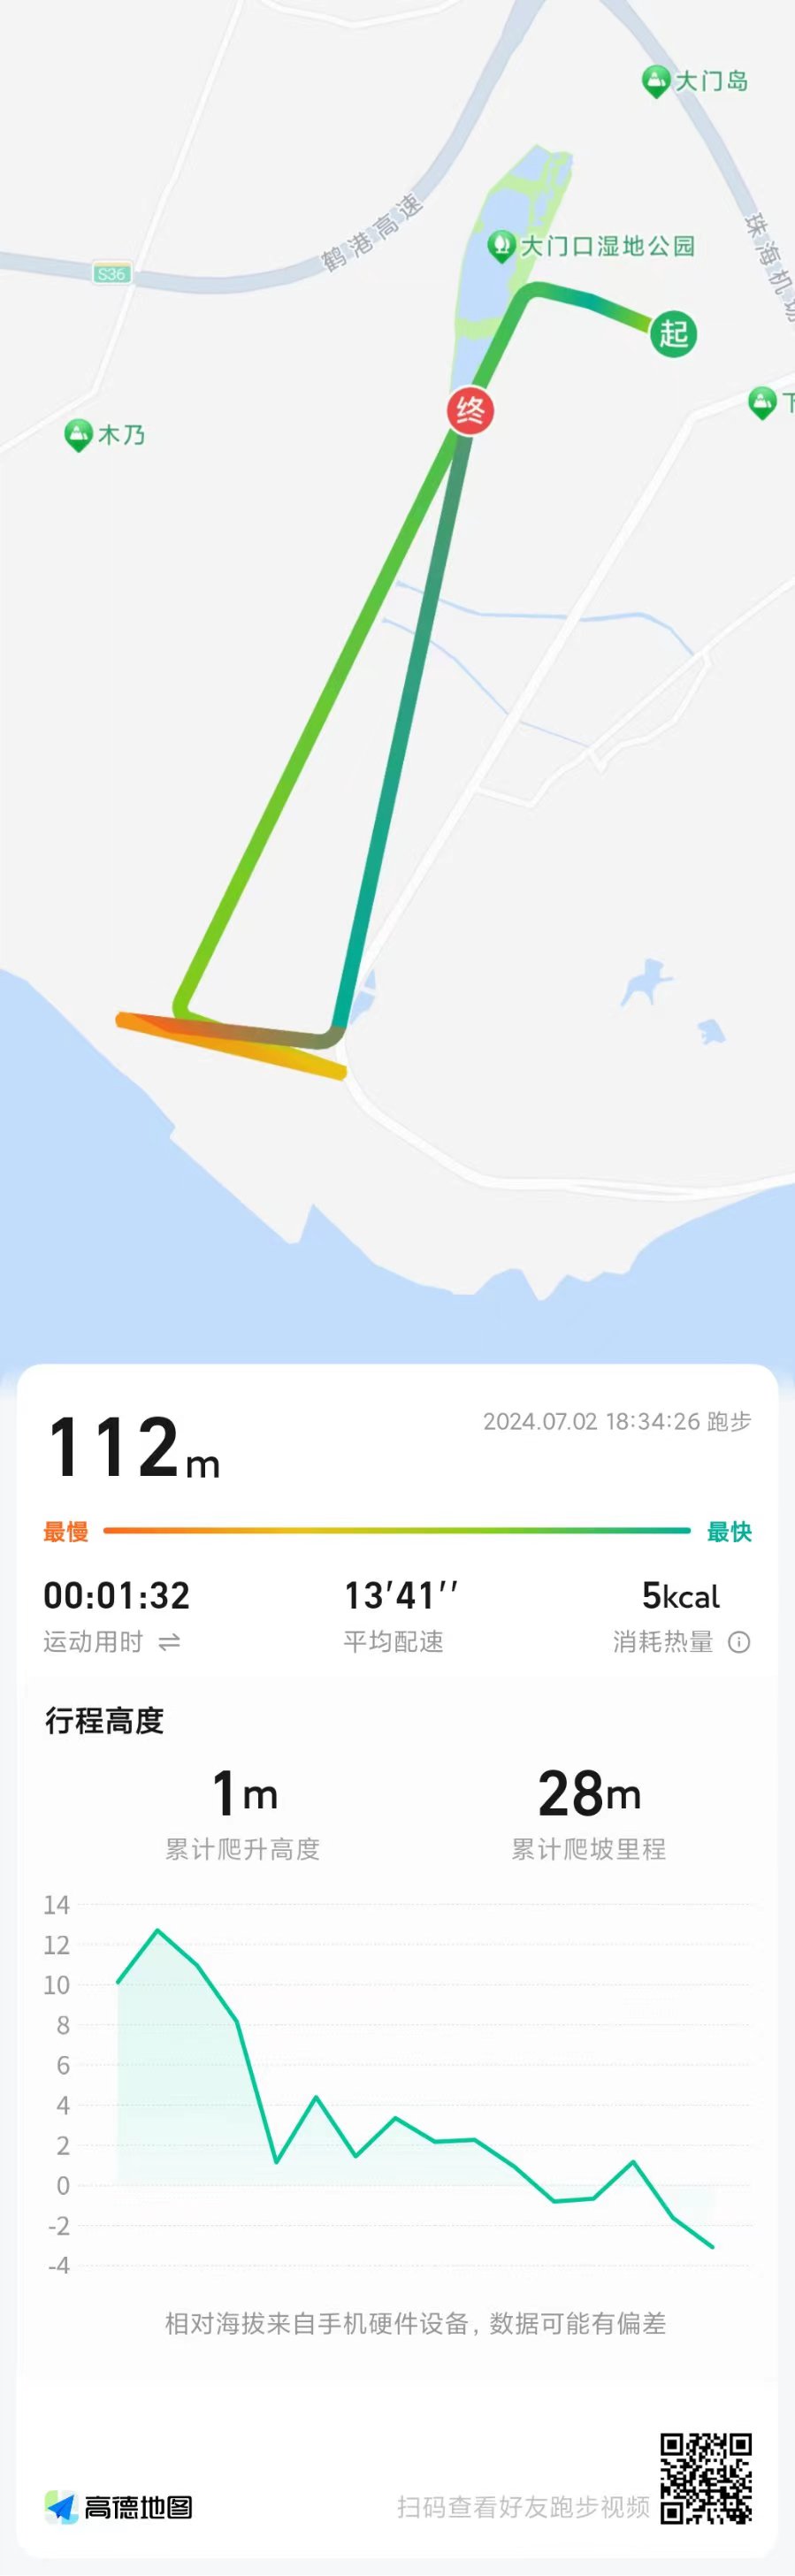 大门岛
鹤港高速
珠海机
大门口湿地公园
S36
起
终
木乃
112m
2024.07.02 18:34:26 跑步
最慢
最快
00:01:32
13'41''
5kcal
运动用时
平均配速
消耗热量
行程高度
1m
28m
累计爬升高度
累计爬坡里程
14
12
10
8
6
4
2
0
-2
-4
相对海拔来自手机硬件设备，数据可能有偏差
高德地图
扫码查看好友跑步视频